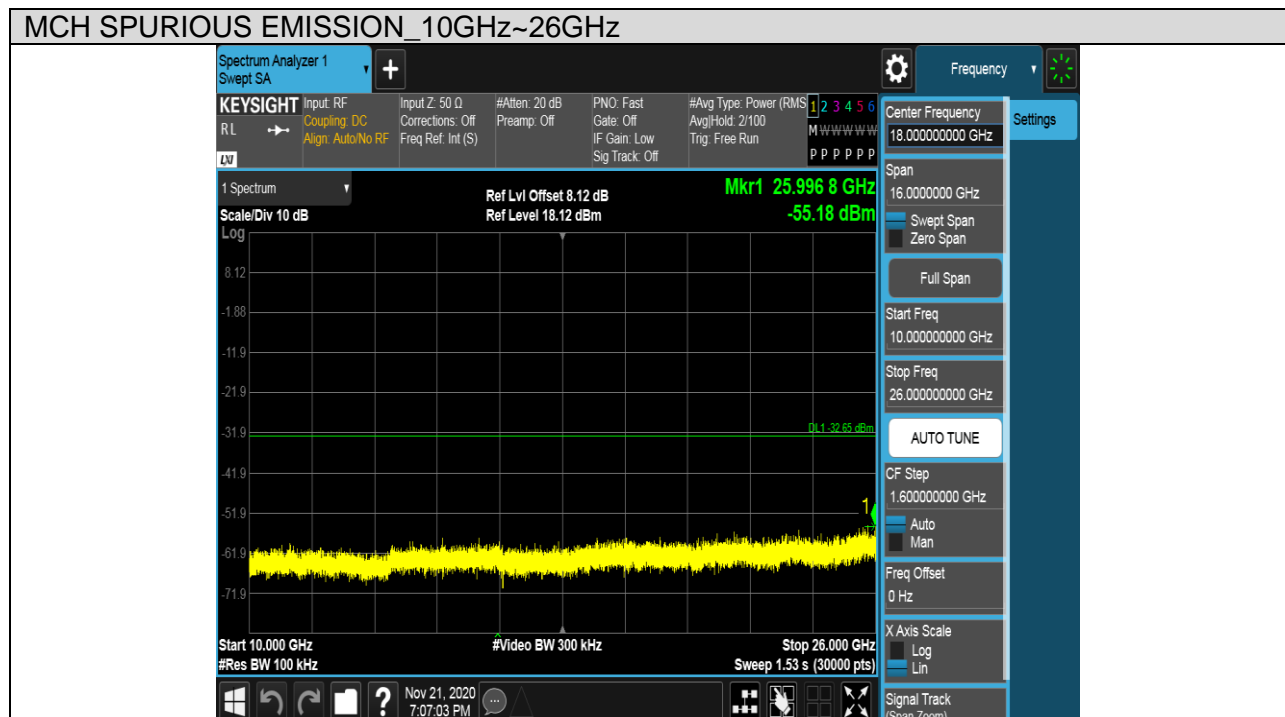 MCH SPURIOUS EMISSION_10GHz~26GHz
Spectrum Analyzer 1
Swept SA
+
Frequency
KEYSIGHT
RL
LXI
Input: RF
Coupling: DC
Align: Auto/No RF
Input Z: 50 Ω
Corrections: Off
Freq Ref: Int (S)
#Atten: 20 dB
Preamp: Off
PNO: Fast
Gate: Off
IF Gain: Low
Sig Track: Off
#Avg Type: Power (RMS
Avg|Hold: 2/100
Trig: Free Run
1 2 3 4 5 6
M W W W W W
P P P P P P
1 Spectrum
Scale/Div 10 dB
Ref Lvl Offset 8.12 dB
Ref Level 18.12 dBm
Mkr1 25.996 8 GHz
-55.18 dBm
Log
8.12
-1.88
-11.9
-21.9
-31.9
-41.9
-51.9
-61.9
-71.9
DL1 -32.65 dBm
1
Start 10.000 GHz
#Res BW 100 kHz
#Video BW 300 kHz
Stop 26.000 GHz
Sweep 1.53 s (30000 pts)
Center Frequency
18.000000000 GHz
Settings
Span
16.0000000 GHz
Swept Span
Zero Span
Full Span
Start Freq
10.000000000 GHz
Stop Freq
26.000000000 GHz
AUTO TUNE
CF Step
1.600000000 GHz
Auto
Man
Freq Offset
0 Hz
X Axis Scale
Log
Lin
Signal Track
(Span Zoom)
?
Nov 21, 2020
7:07:03 PM